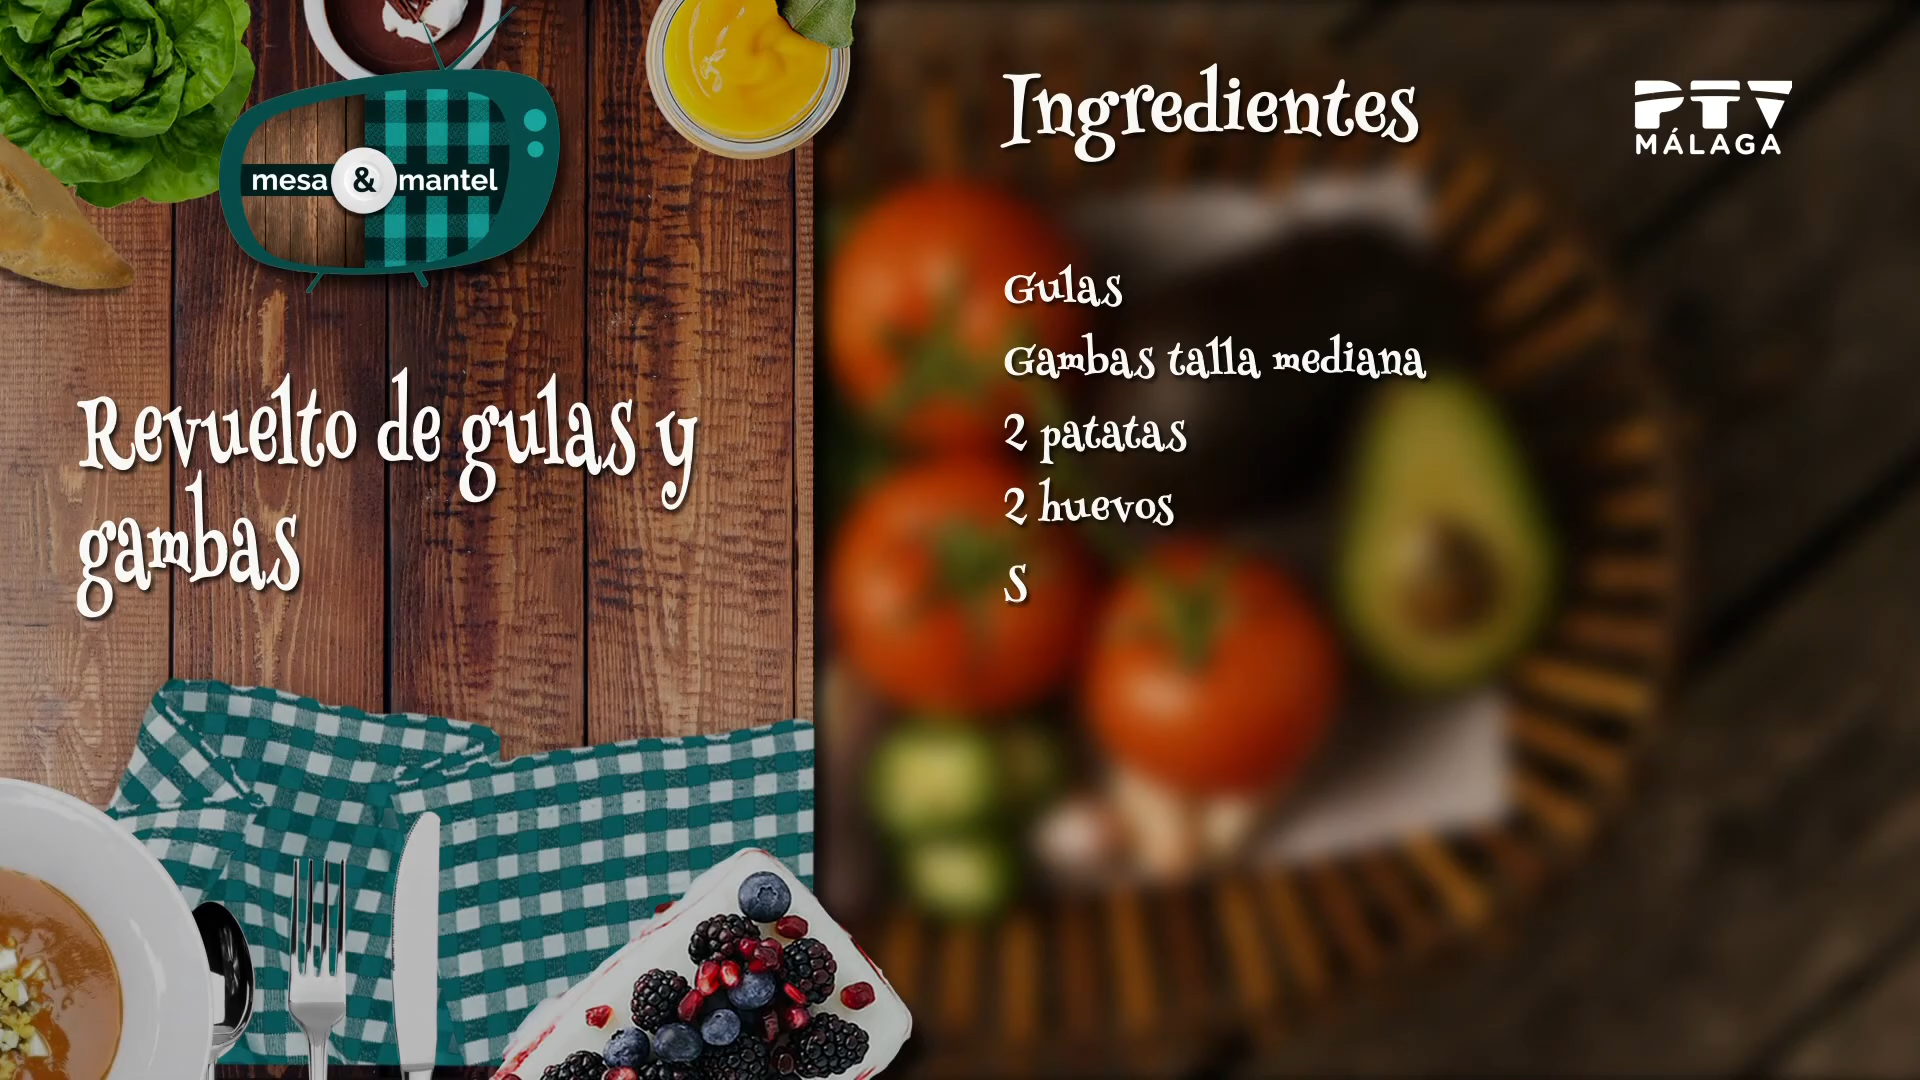 mesa & mantel
Revuelto de gulas y
gambas
Ingredientes
PTV
MÁLAGA
Gulas
Gambas talla mediana
2 patatas
2 huevos
S